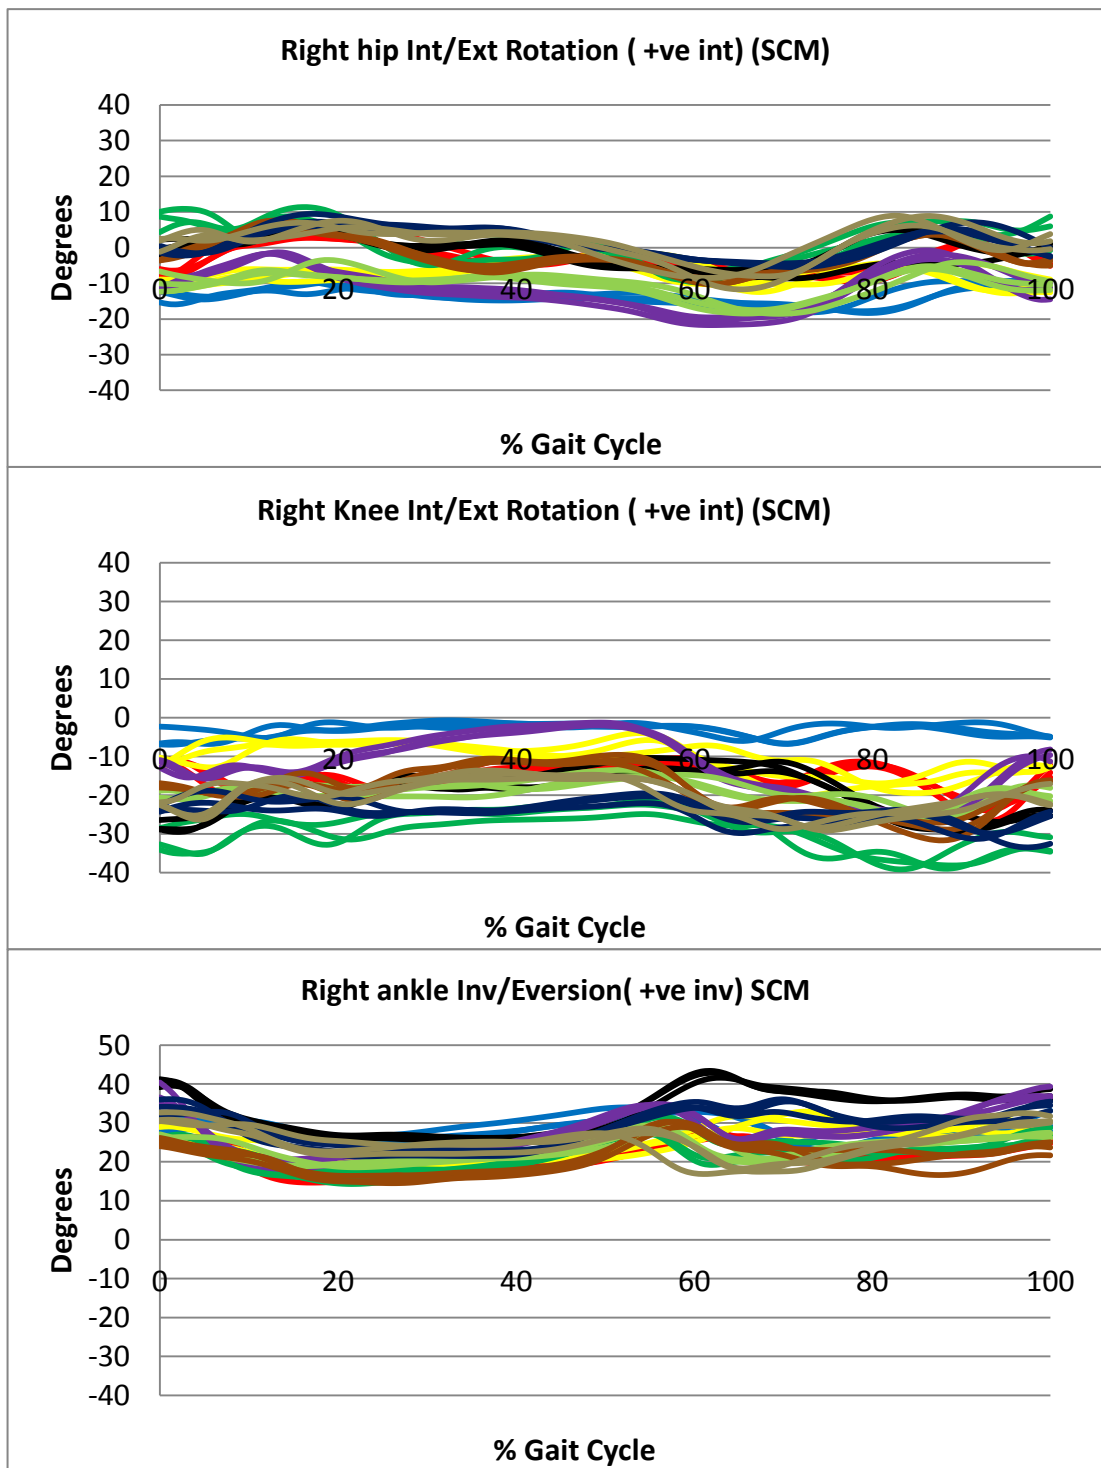 Right hip Int/Ext Rotation ( +ve int) (SCM)
40
30
20
10
0
-10
-20
-30
-40
Degrees
0 20 40 60 80 100
% Gait Cycle
Right Knee Int/Ext Rotation ( +ve int) (SCM)
40
30
20
10
0
-10
-20
-30
-40
Degrees
0 20 40 60 80 100
% Gait Cycle
Right ankle Inv/Eversion( +ve inv) SCM
50
40
30
20
10
0
-10
-20
-30
-40
Degrees
0 20 40 60 80 100
% Gait Cycle